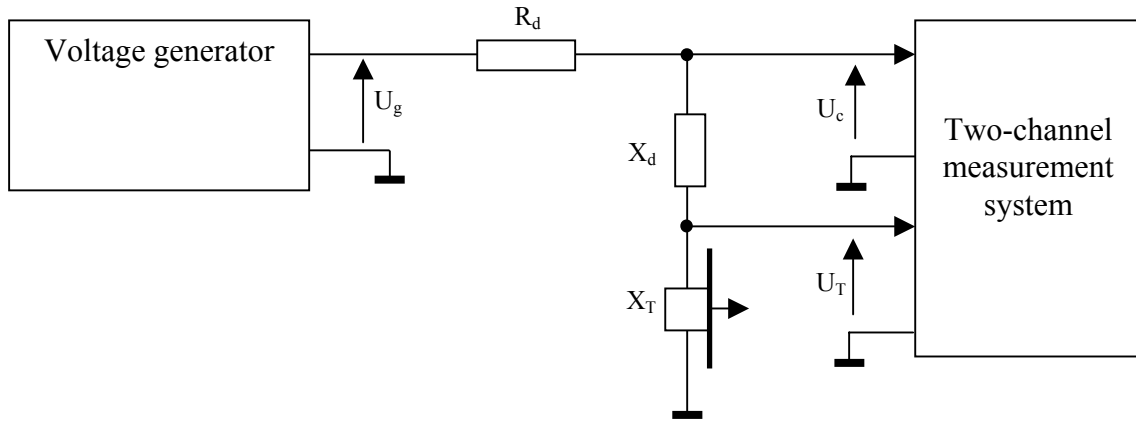 Voltage generator
R_d
U_g
X_d
U_c
Two-channel
measurement
system
X_T
U_T